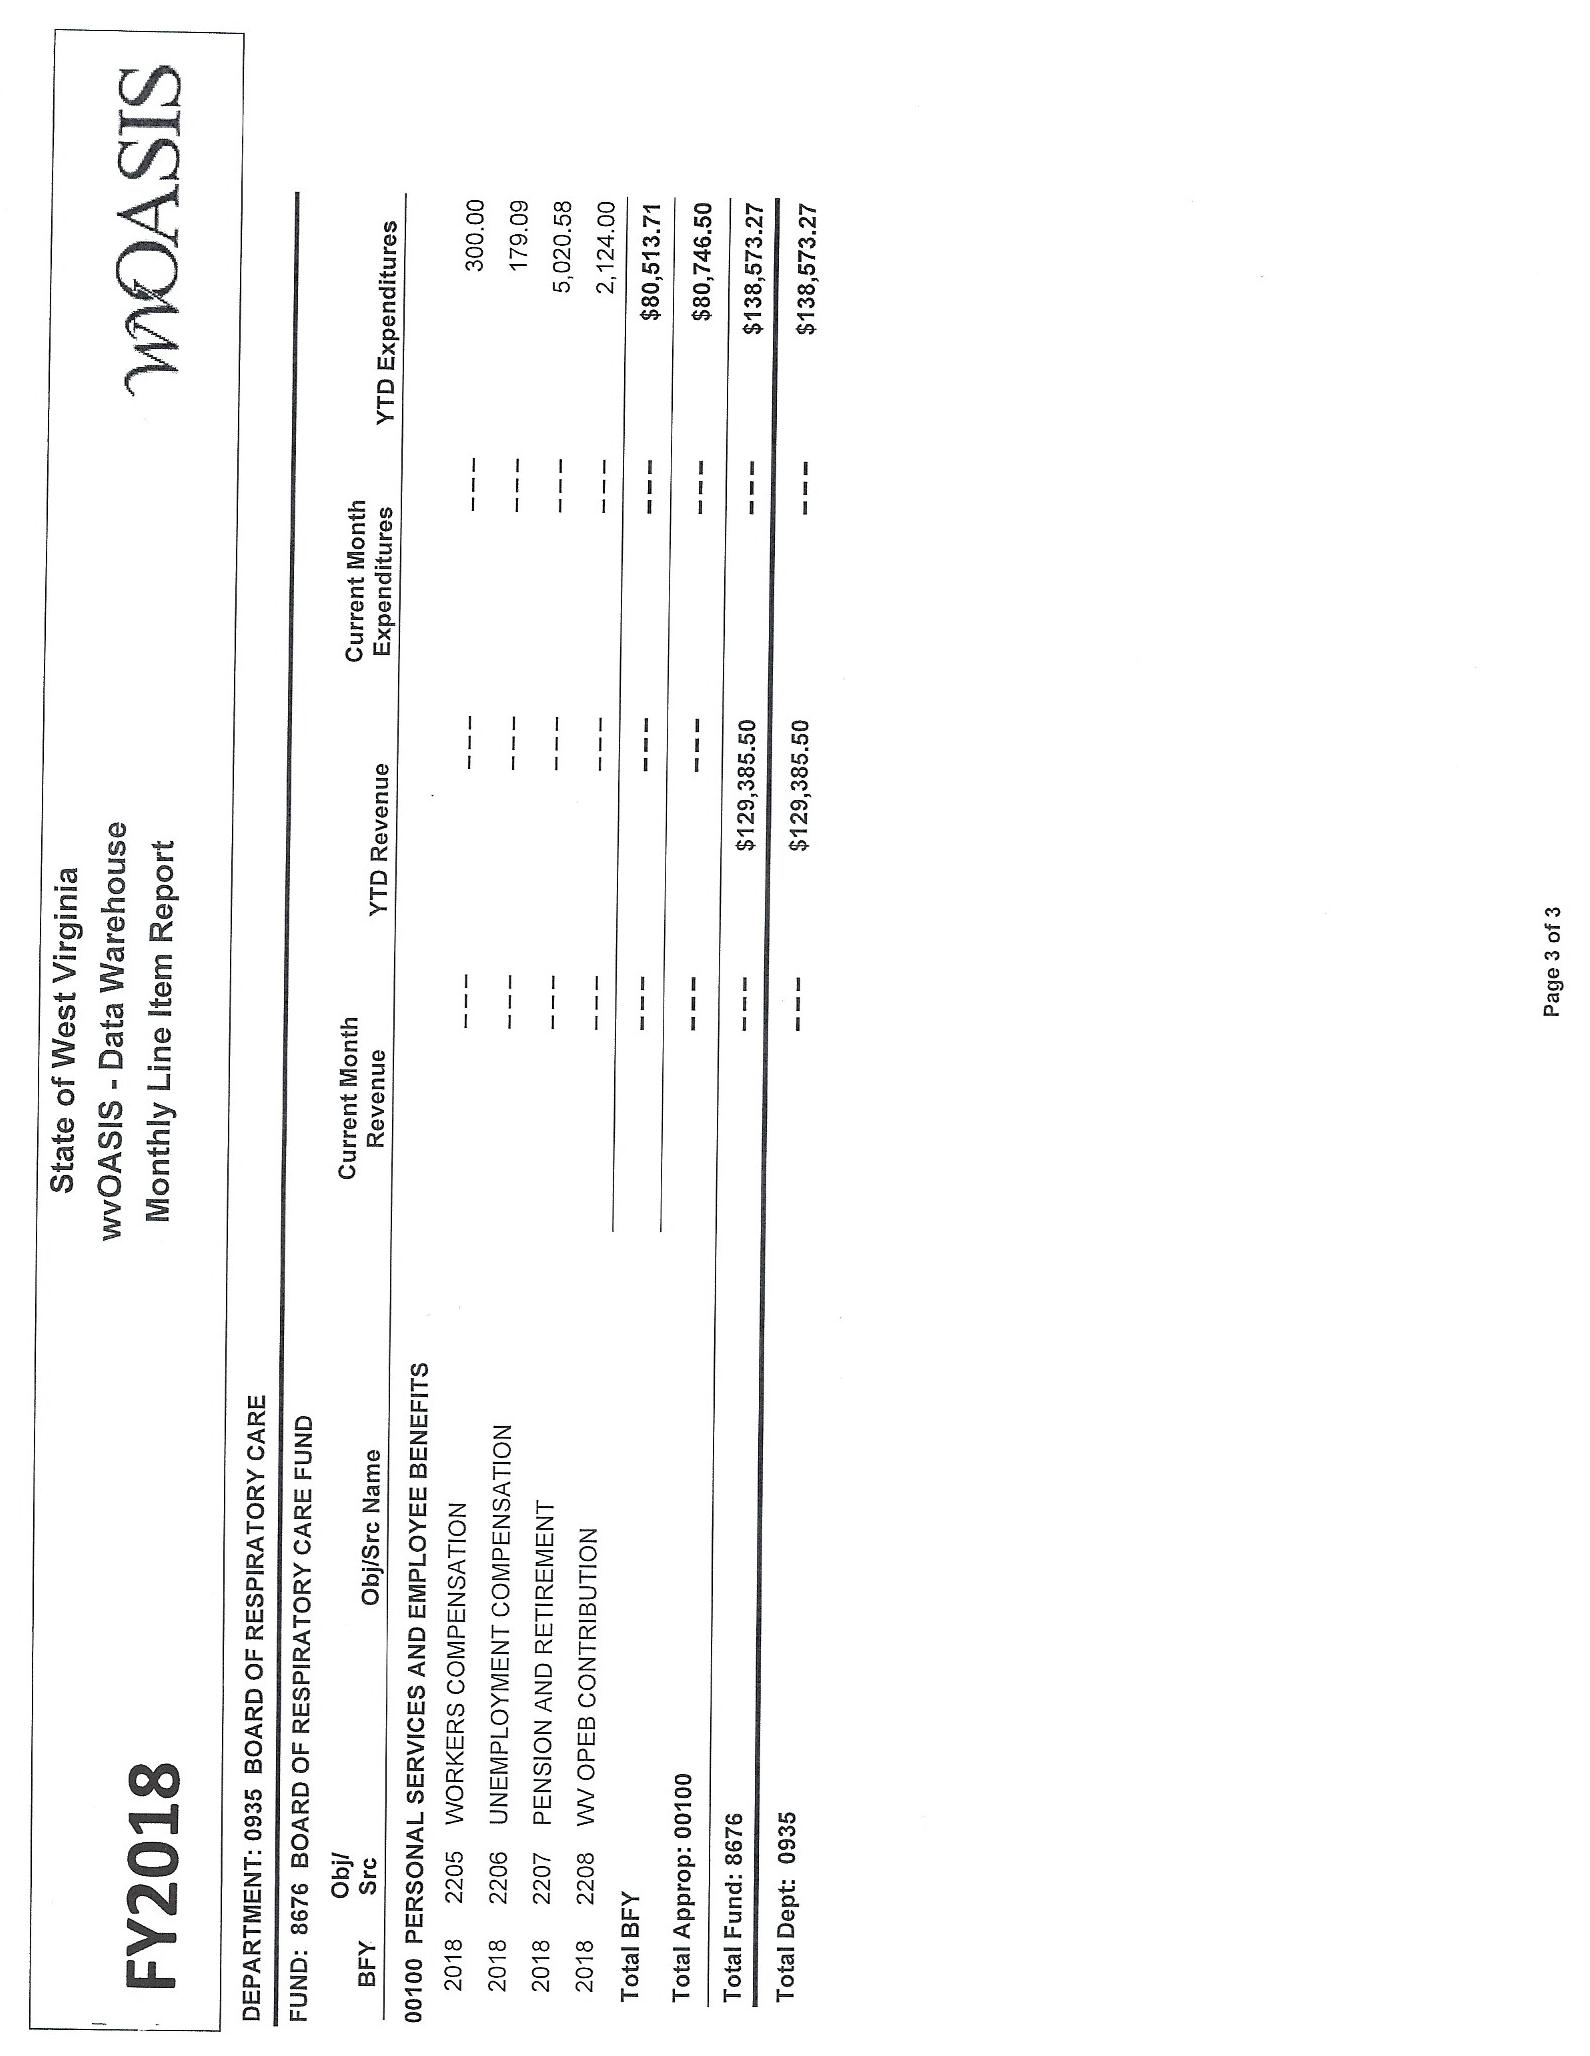 State of West Virginia
wvOASIS - Data Warehouse
FY2018 Monthly Line Item Report wvOASIS
DEPARTMENT: 0935 BOARD OF RESPIRATORY CARE
FUND: 8676 BOARD OF RESPIRATORY CARE FUND
Obj/ Current Month Current Month
BFY Src Obj/Src Name Revenue YTD Revenue Expenditures YTD Expenditures
00100 PERSONAL SERVICES AND EMPLOYEE BENEFITS
2018 2205 WORKERS COMPENSATION --- --- --- 300.00
2018 2206 UNEMPLOYMENT COMPENSATION --- --- --- 179.09
2018 2207 PENSION AND RETIREMENT --- --- --- 5,020.58
2018 2208 WV OPEB CONTRIBUTION --- --- --- 2,124.00
Total BFY --- --- --- $80,513.71
Total Approp: 00100 --- --- --- $80,746.50
Total Fund: 8676 --- $129,385.50 --- $138,573.27
Total Dept: 0935 --- $129,385.50 --- $138,573.27
Page 3 of 3